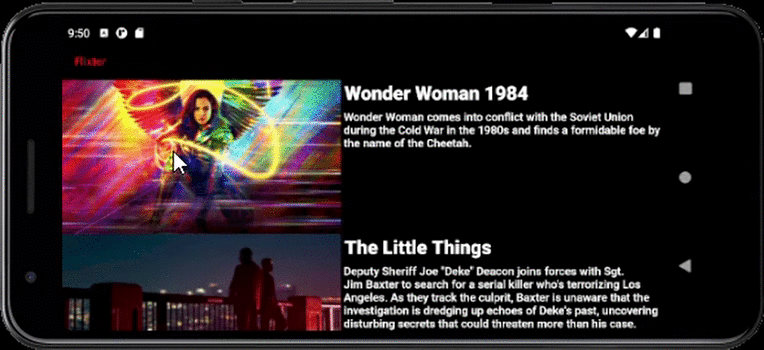 9:50
Flixter
Wonder Woman 1984
Wonder Woman comes into conflict with the Soviet Union
during the Cold War in the 1980s and finds a formidable foe by
the name of the Cheetah.
The Little Things
Deputy Sheriff Joe "Deke" Deacon joins forces with Sgt.
Jim Baxter to search for a serial killer who's terrorizing Los
Angeles. As they track the culprit, Baxter is unaware that the
investigation is dredging up echoes of Deke's past, uncovering
disturbing secrets that could threaten more than his case.